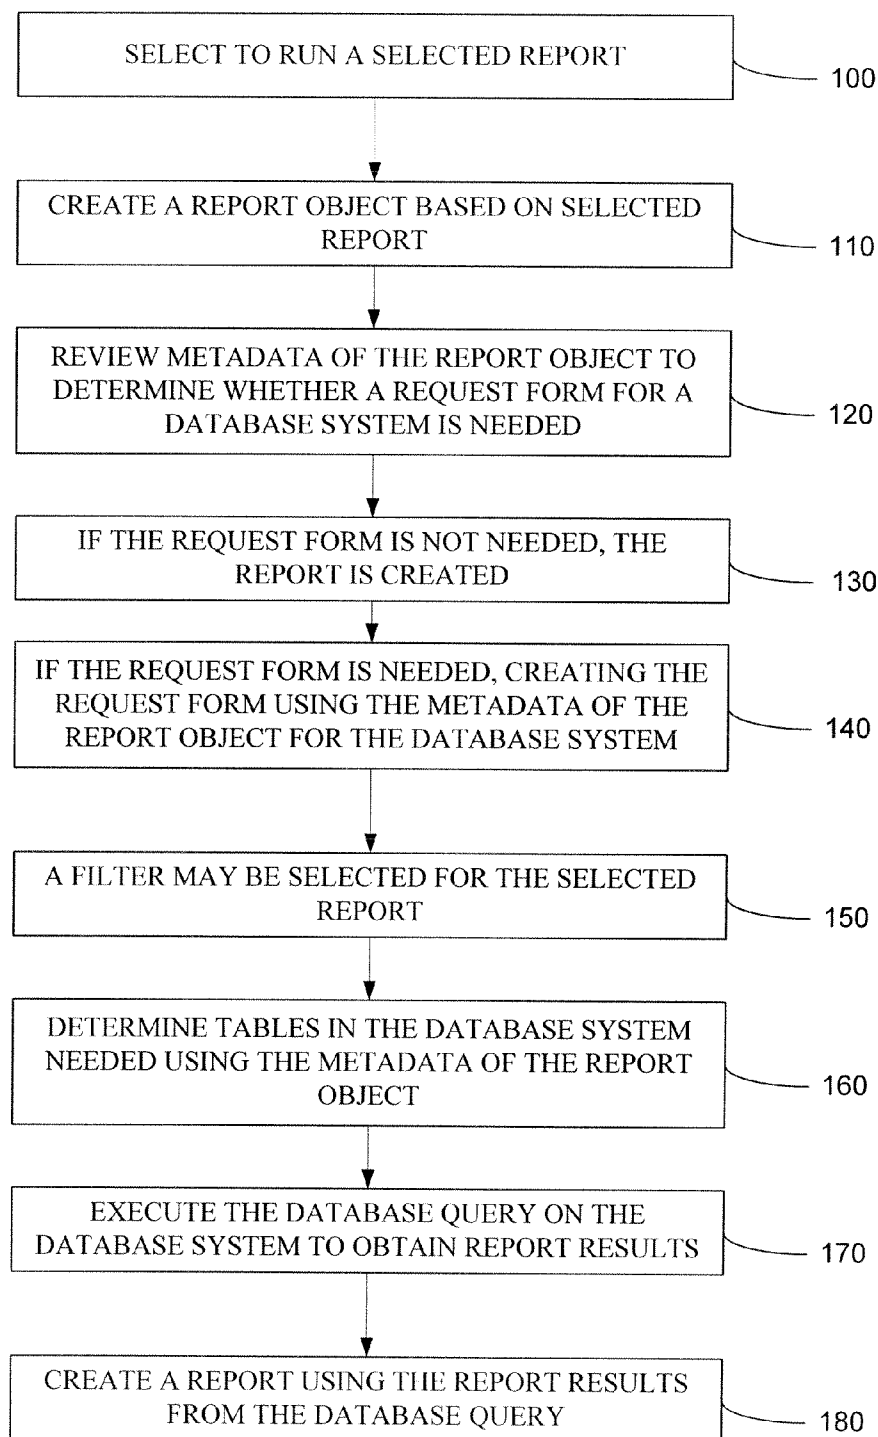 SELECT TO RUN A SELECTED REPORT
100
CREATE A REPORT OBJECT BASED ON SELECTED
REPORT
110
REVIEW METADATA OF THE REPORT OBJECT TO
DETERMINE WHETHER A REQUEST FORM FOR A
DATABASE SYSTEM IS NEEDED
120
IF THE REQUEST FORM IS NOT NEEDED, THE
REPORT IS CREATED
130
IF THE REQUEST FORM IS NEEDED, CREATING THE
REQUEST FORM USING THE METADATA OF THE
REPORT OBJECT FOR THE DATABASE SYSTEM
140
A FILTER MAY BE SELECTED FOR THE SELECTED
REPORT
150
DETERMINE TABLES IN THE DATABASE SYSTEM
NEEDED USING THE METADATA OF THE REPORT
OBJECT
160
EXECUTE THE DATABASE QUERY ON THE
DATABASE SYSTEM TO OBTAIN REPORT RESULTS
170
CREATE A REPORT USING THE REPORT RESULTS
FROM THE DATABASE QUERY
180